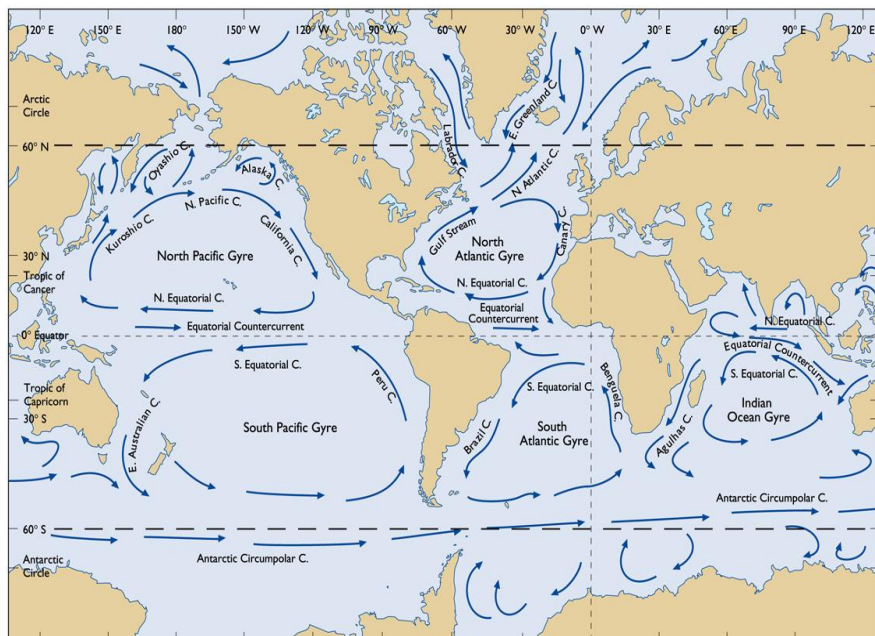 120° E
150° E
180°
150° W
120° W
90° W
60° W
30° W
0° W
30° E
60° E
90° E
120° E
Arctic
Circle
60° N
30° N
Tropic of
Cancer
0° Equator
Tropic of
Capricorn
30° S
60° S
Antarctic
Circle
Oyashio C.
Alaska C.
N. Pacific C.
Kuroshio C.
California C.
North Pacific Gyre
N. Equatorial C.
Equatorial Countercurrent
S. Equatorial C.
Peru C.
E. Australian C.
South Pacific Gyre
Antarctic Circumpolar C.
Labrador C.
E. Greenland C.
N Atlantic C.
Gulf Stream
North
Atlantic Gyre
Canary C.
N. Equatorial C.
Equatorial
Countercurrent
S. Equatorial C.
Benguela C.
Brazil C.
South
Atlantic Gyre
Agulhas C.
N. Equatorial C.
Equatorial Countercurrent
S. Equatorial C.
Indian
Ocean Gyre
Antarctic Circumpolar C.